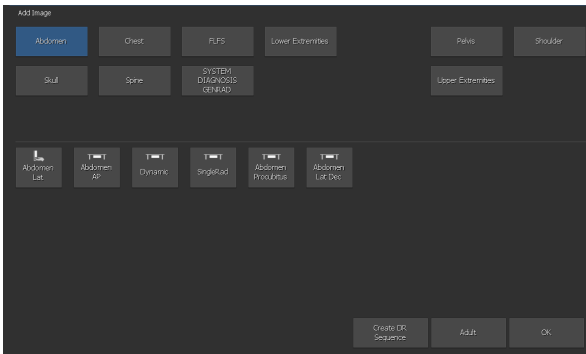 Add Image
Abdomen
Chest
FLFS
Lower Extremities
Pelvis
Shoulder
Skull
Spine
SYSTEM
DIAGNOSIS
GENRAD
Upper Extremities
Abdomen
Lat
Abdomen
AP
Dynamic
SingleRad
Abdomen
Procubitus
Abdomen
Lat Dec
Create DR
Sequence
Adult
OK